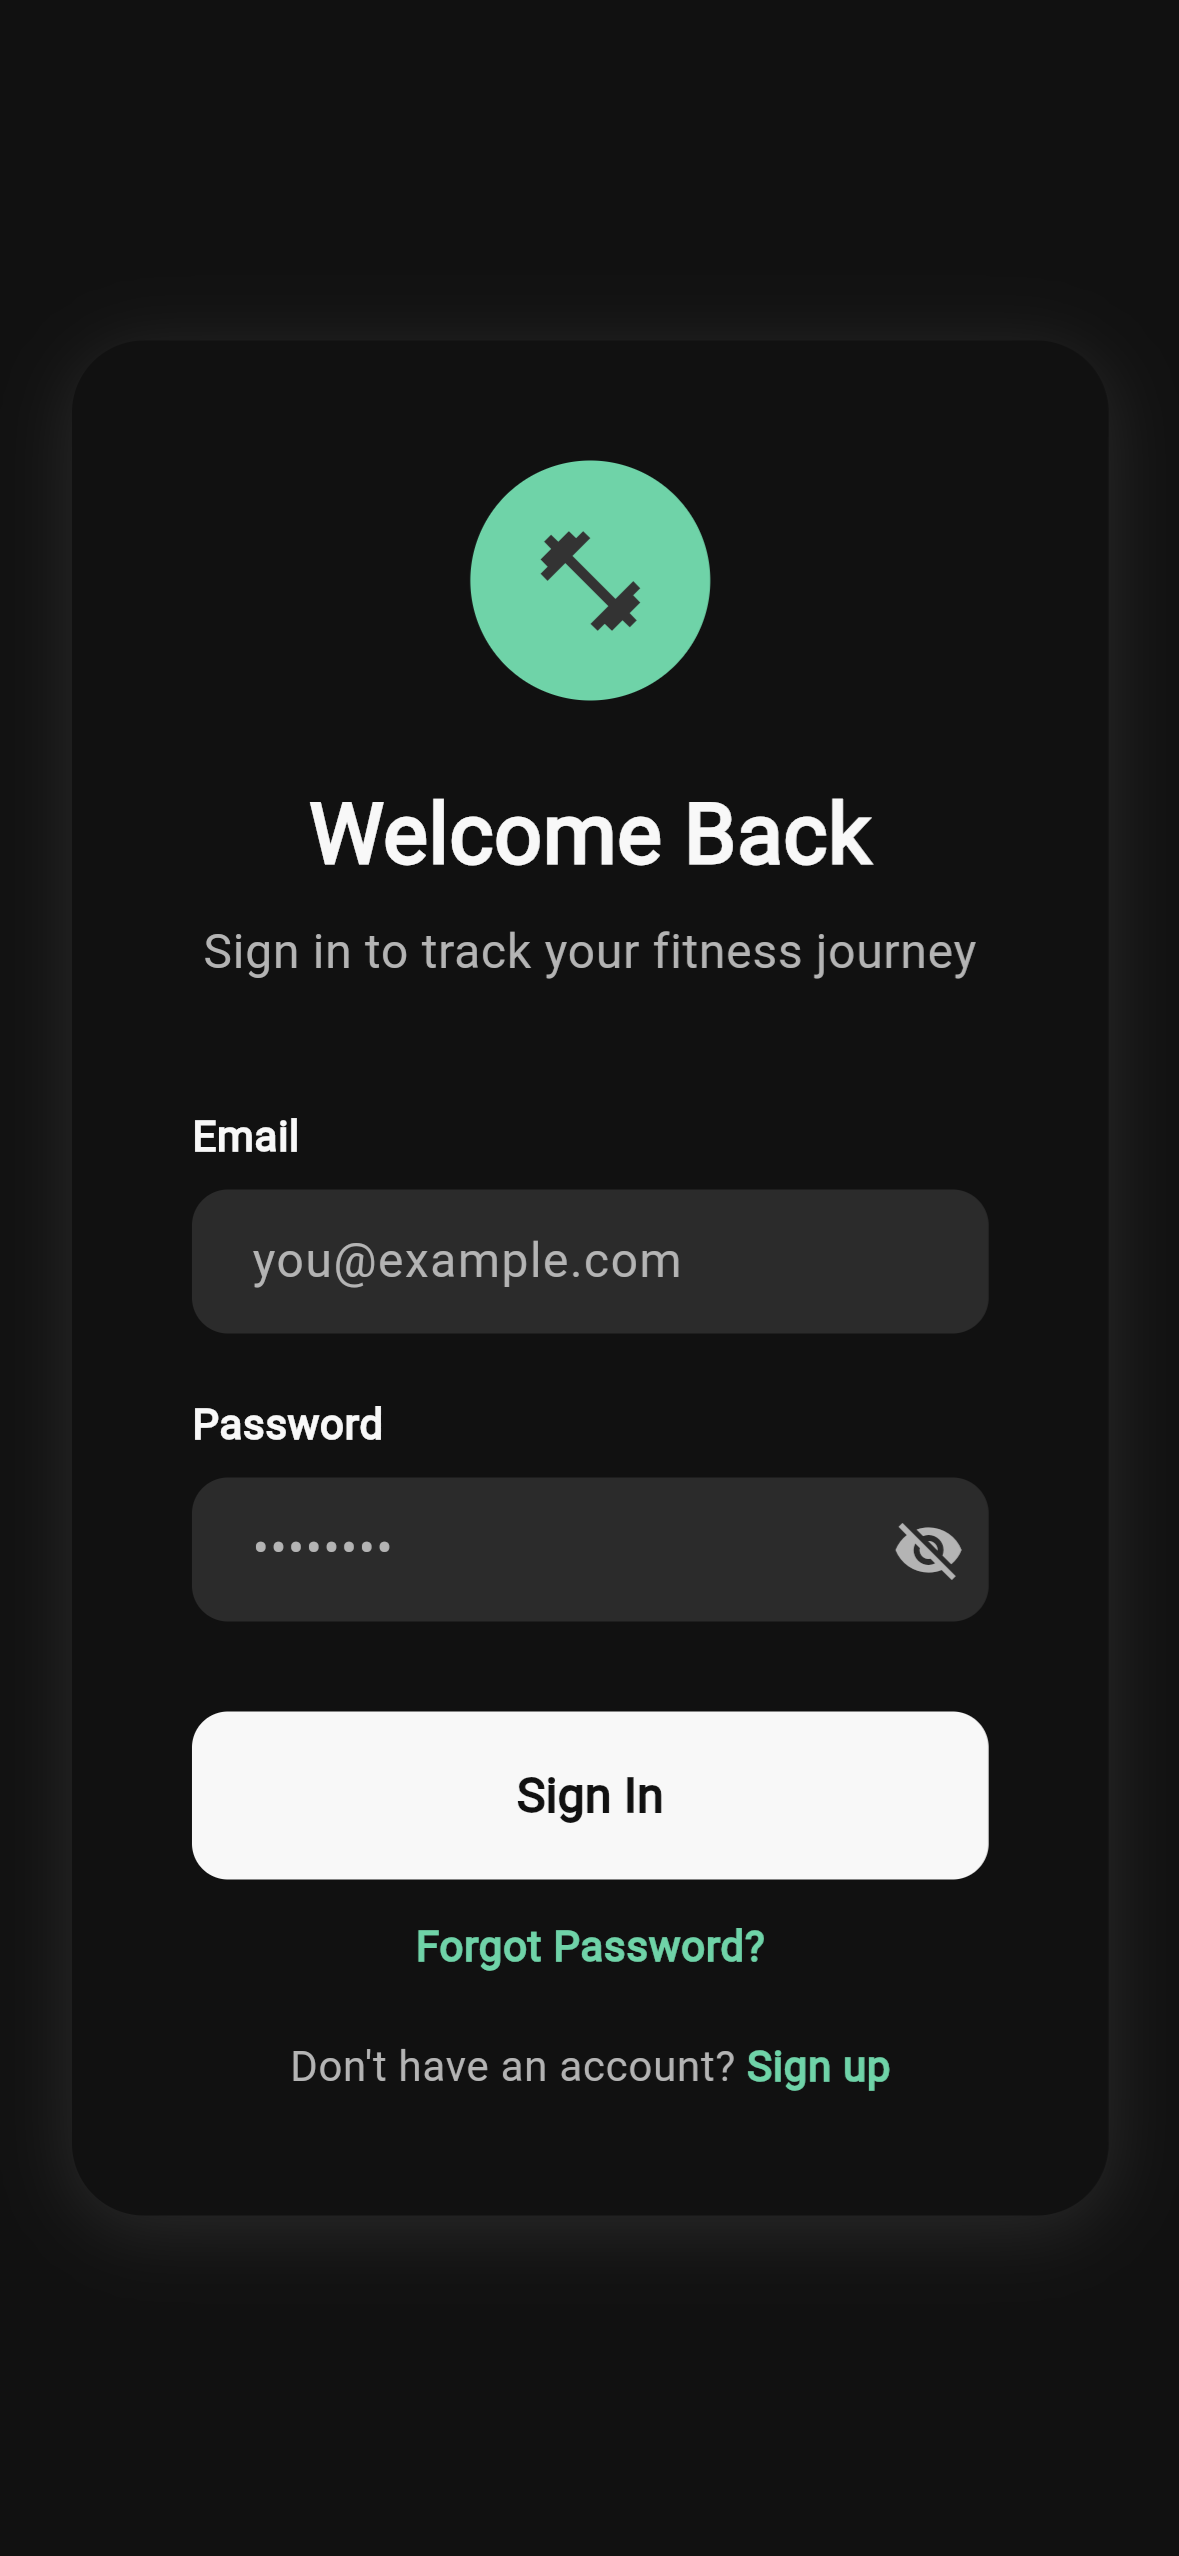 Welcome Back
Sign in to track your fitness journey
Email
you@example.com
Password
••••••••
Sign In
Forgot Password?
Don't have an account? Sign up